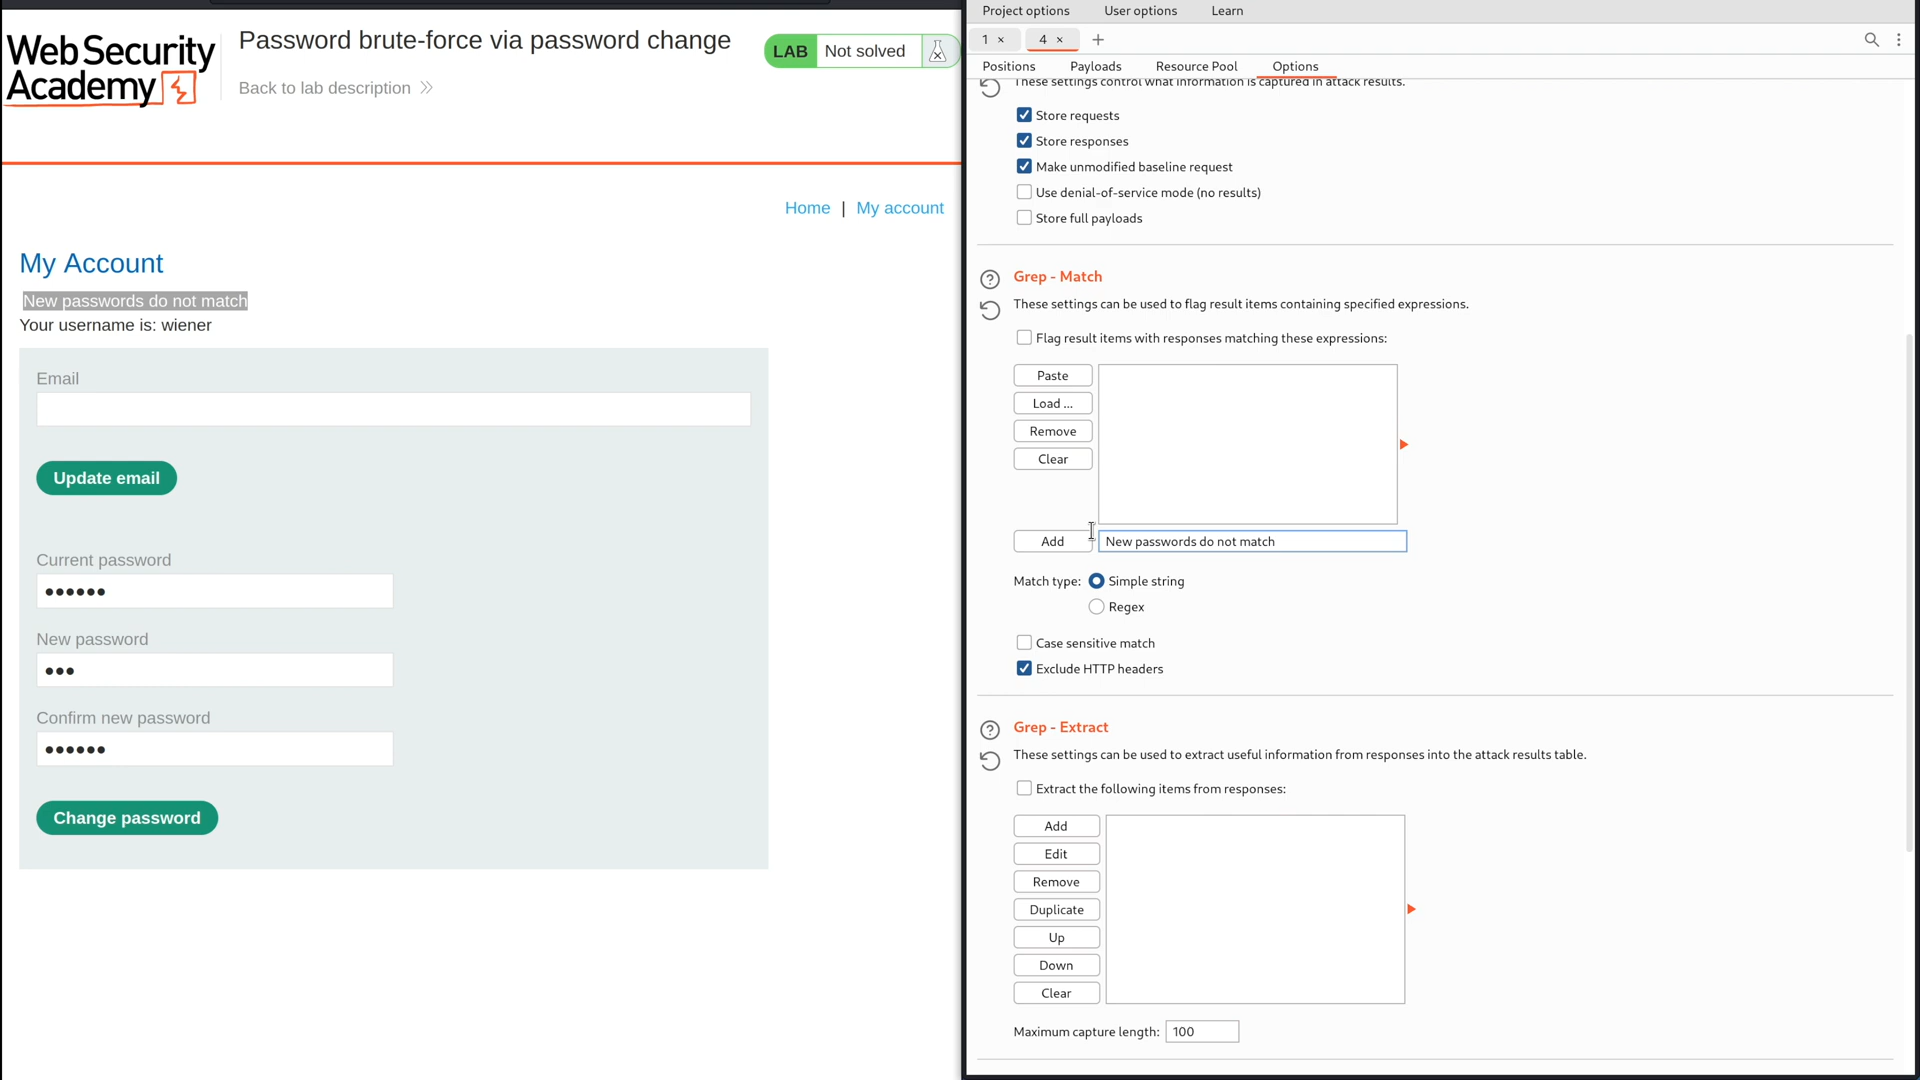 Web Security
Academy
Password brute-force via password change
Back to lab description
LAB Not solved
Home | My account
My Account
New passwords do not match
Your username is: wiener
Email
Update email
Current password
••••••
New password
•••
Confirm new password
••••••
Change password
Project options User options Learn
1 × 4 × +
Positions Payloads Resource Pool Options
These settings control what information is captured in attack results.
Store requests
Store responses
Make unmodified baseline request
Use denial-of-service mode (no results)
Store full payloads
Grep - Match
These settings can be used to flag result items containing specified expressions.
Flag result items with responses matching these expressions:
Paste
Load ...
Remove
Clear
Add New passwords do not match
Match type: Simple string
Regex
Case sensitive match
Exclude HTTP headers
Grep - Extract
These settings can be used to extract useful information from responses into the attack results table.
Extract the following items from responses:
Add
Edit
Remove
Duplicate
Up
Down
Clear
Maximum capture length: 100